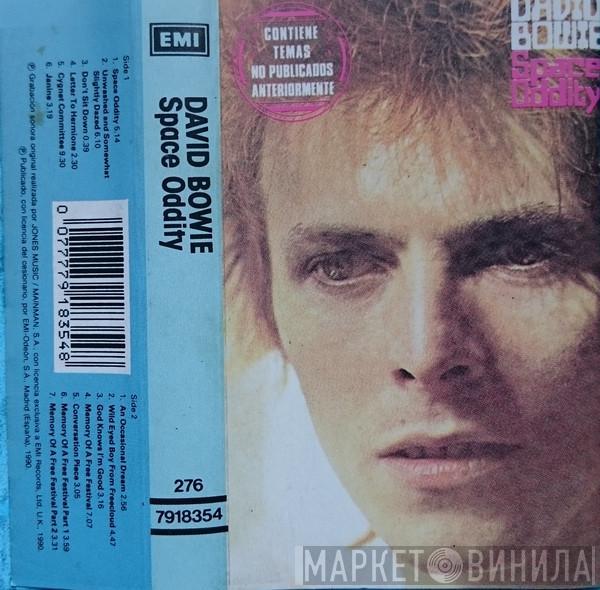 Side 1
1. Space Oddity 5.14
2. Unwashed and Somewhat
Slightly Dazed 6.10
3. Don't Sit Down 0.39
4. Letter To Hermione 2.30
5. Cygnet Committee 9.30
6. Janine 3.19
0 077779 183548
Side 2
1. An Occasional Dream 2.56
2. Wild Eyed Boy From Freecloud 4.47
3. God Knows I'm Good 3.16
4. Memory Of A Free Festival 7.07
5. Conversation Piece 3.05
6. Memory Of A Free Festival Part 1 3.59
7. Memory Of A Free Festival Part 2 3.31
℗ Grabación sonora original realizada por JONES MUSIC / MAINMAN, S.A., con licencia exclusiva a EMI Records, Ltd. U.K., 1990.
℗ Publicado, con licencia del cesionario, por EMI-Odeón, S.A., Madrid (España), 1990.
EMI
DAVID BOWIE
Space Oddity
276
7918354
CONTIENE
TEMAS
NO PUBLICADOS
ANTERIORMENTE
DAVID
BOWIE
Space
Oddity
МАРКЕТ ВИНИЛА